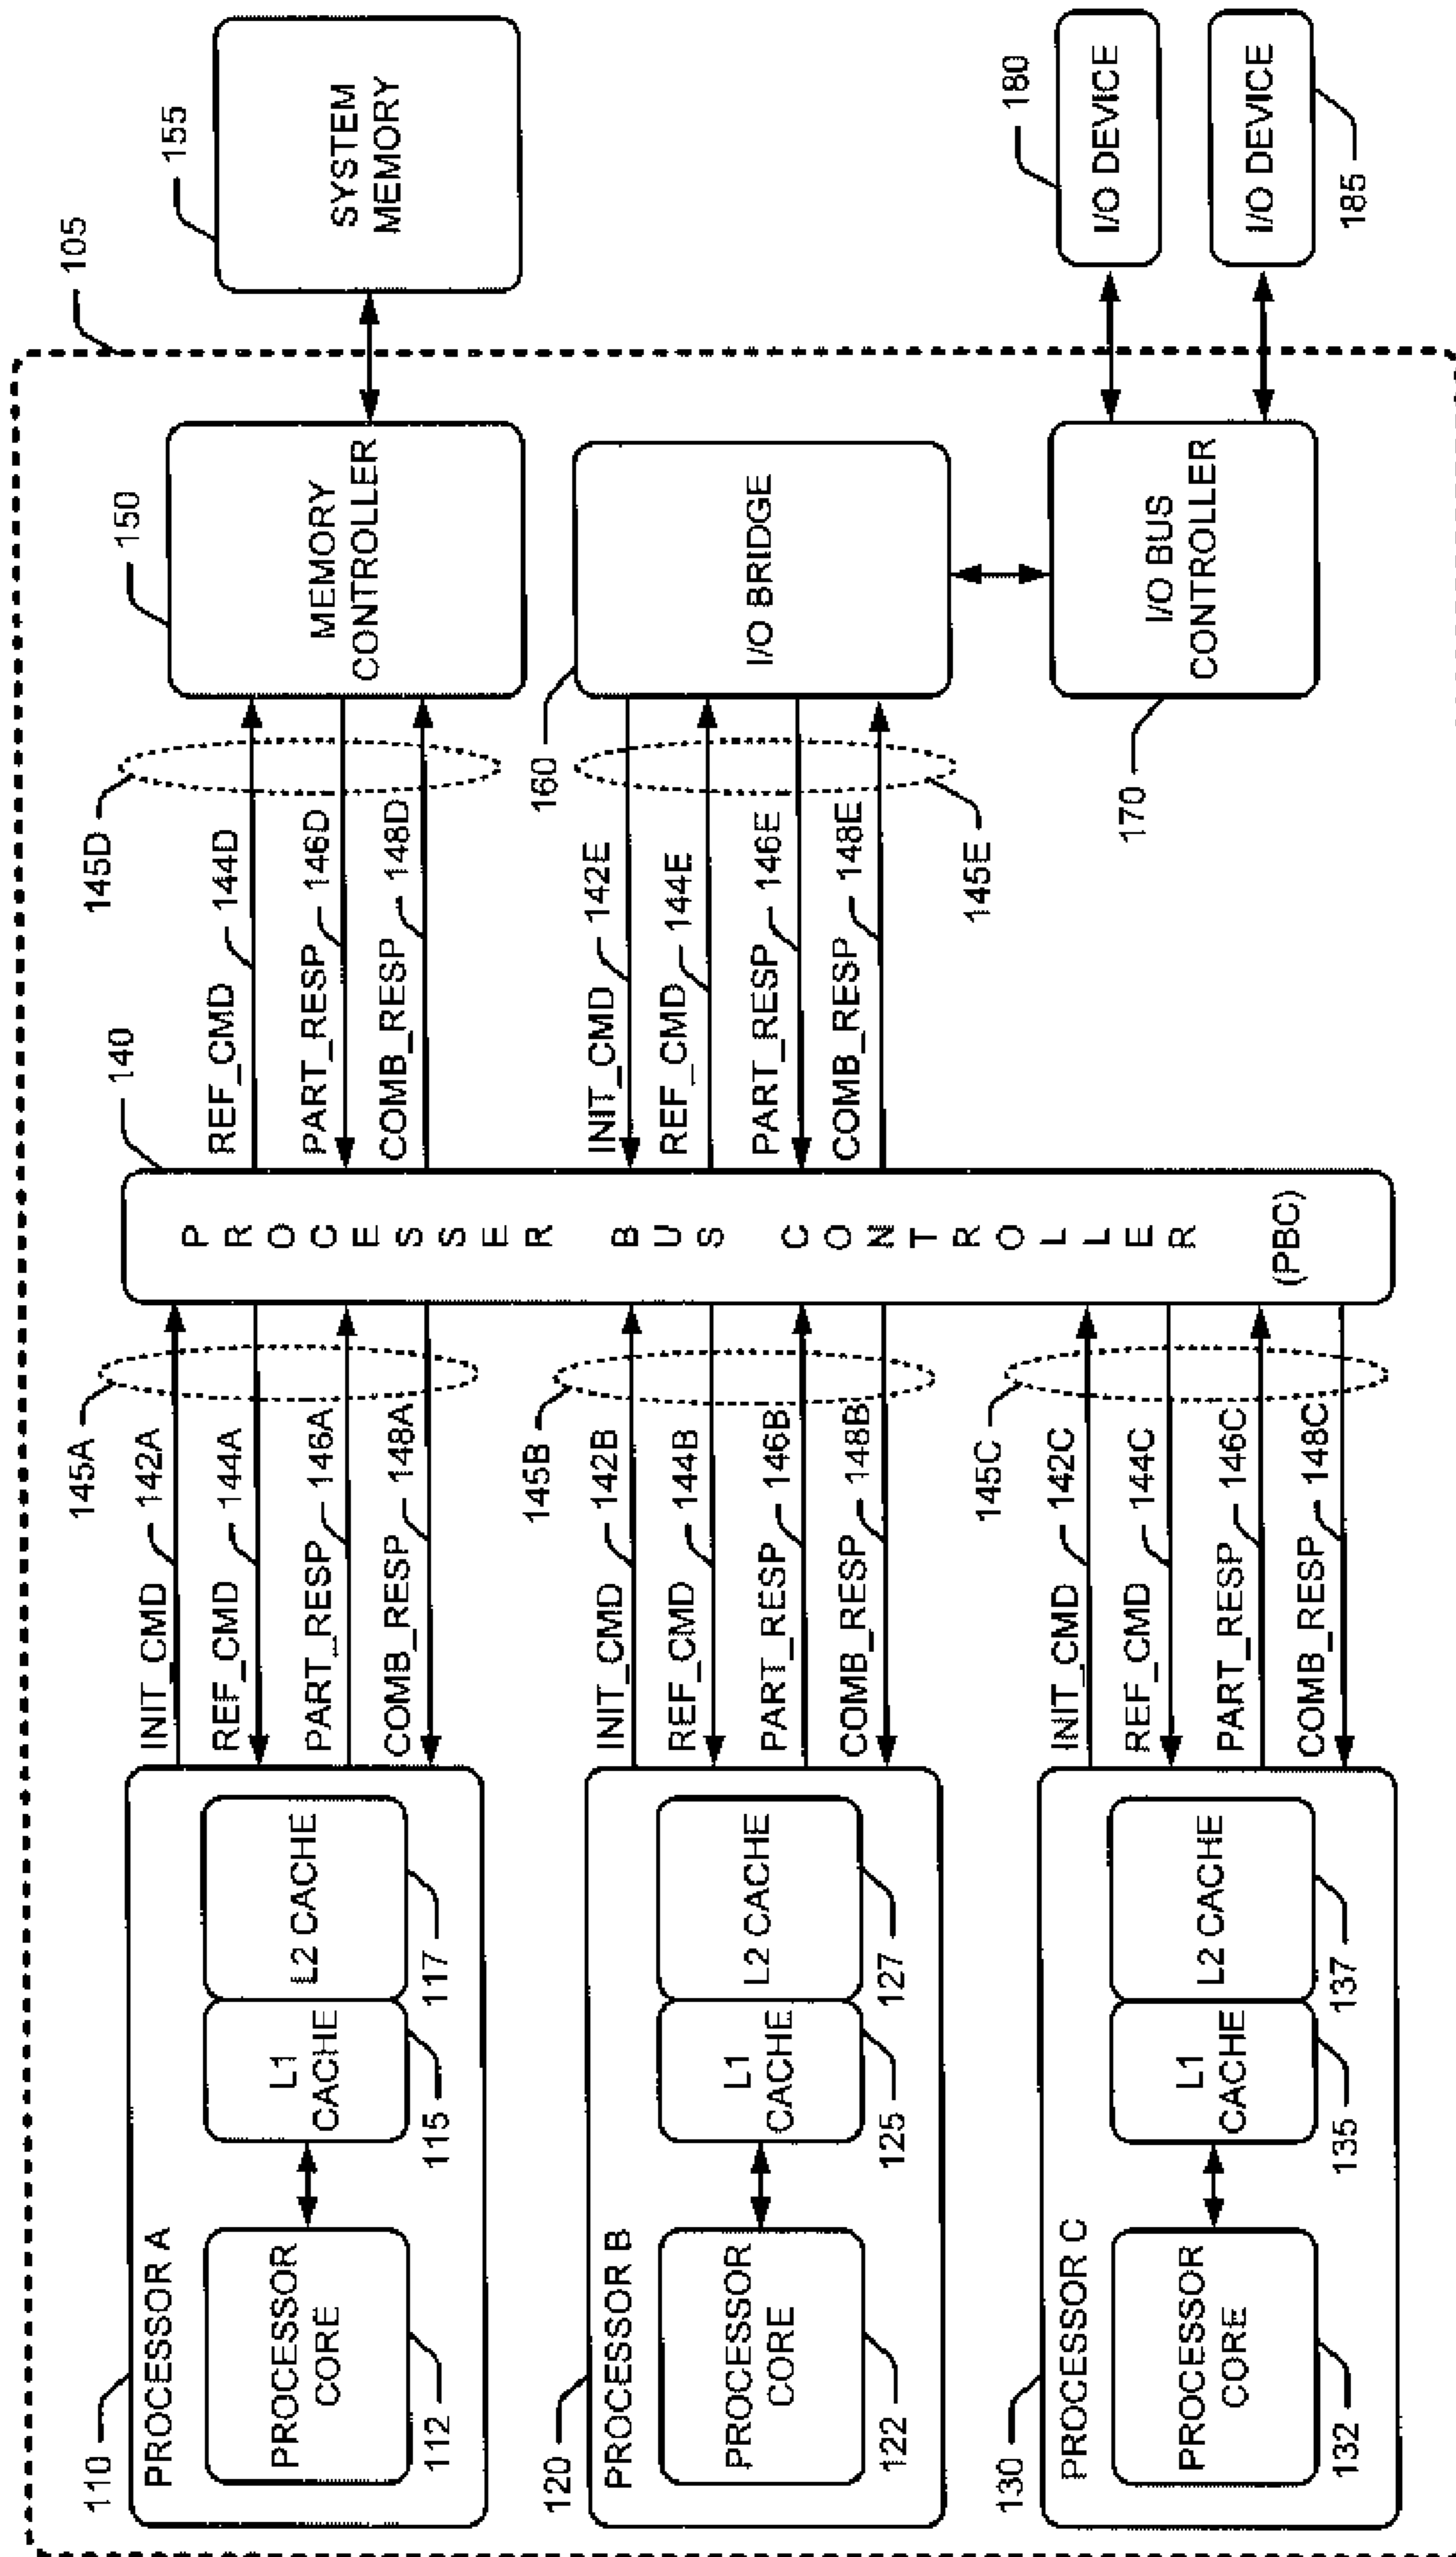 110
PROCESSOR A
PROCESSOR
CORE
112
L1
CACHE
115
L2 CACHE
117
INIT_CMD
142A
REF_CMD
144A
PART_RESP
146A
COMB_RESP
148A
145A
120
PROCESSOR B
PROCESSOR
CORE
122
L1
CACHE
125
L2 CACHE
127
INIT_CMD
142B
REF_CMD
144B
PART_RESP
146B
COMB_RESP
148B
145B
130
PROCESSOR C
PROCESSOR
CORE
132
L1
CACHE
135
L2 CACHE
137
INIT_CMD
142C
REF_CMD
144C
PART_RESP
146C
COMB_RESP
148C
145C
140
PROCESSER BUS CONTROLLER
(PBC)
REF_CMD
144D
PART_RESP
146D
COMB_RESP
148D
145D
INIT_CMD
142E
REF_CMD
144E
PART_RESP
146E
COMB_RESP
148E
145E
150
MEMORY
CONTROLLER
160
I/O BRIDGE
170
I/O BUS
CONTROLLER
105
155
SYSTEM
MEMORY
180
I/O DEVICE
I/O DEVICE
185